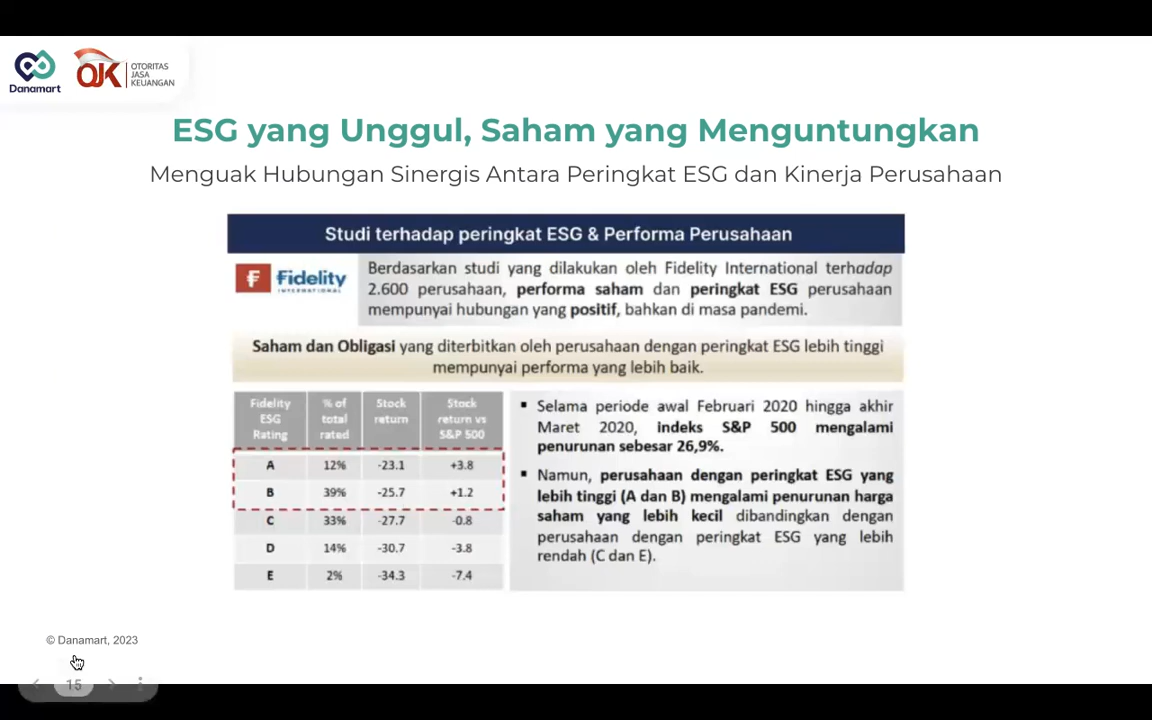 Danamart
OJK
OTORITAS
JASA
KEUANGAN
ESG yang Unggul, Saham yang Menguntungkan
Menguak Hubungan Sinergis Antara Peringkat ESG dan Kinerja Perusahaan
Studi terhadap peringkat ESG & Performa Perusahaan
Fidelity
INTERNATIONAL
Berdasarkan studi yang dilakukan oleh Fidelity International terhadap
2.600 perusahaan, performa saham dan peringkat ESG perusahaan
mempunyai hubungan yang positif, bahkan di masa pandemi.
Saham dan Obligasi yang diterbitkan oleh perusahaan dengan peringkat ESG lebih tinggi
mempunyai performa yang lebih baik.
Fidelity ESG Rating % of total rated Stock return Stock return vs S&P 500
A 12% -23.1 +3.8
B 39% -25.7 +1.2
C 33% -27.7 -0.8
D 14% -30.7 -3.8
E 2% -34.3 -7.4
▪ Selama periode awal Februari 2020 hingga akhir
Maret 2020, indeks S&P 500 mengalami
penurunan sebesar 26,9%.
▪ Namun, perusahaan dengan peringkat ESG yang
lebih tinggi (A dan B) mengalami penurunan harga
saham yang lebih kecil dibandingkan dengan
perusahaan dengan peringkat ESG yang lebih
rendah (C dan E).
© Danamart, 2023
15